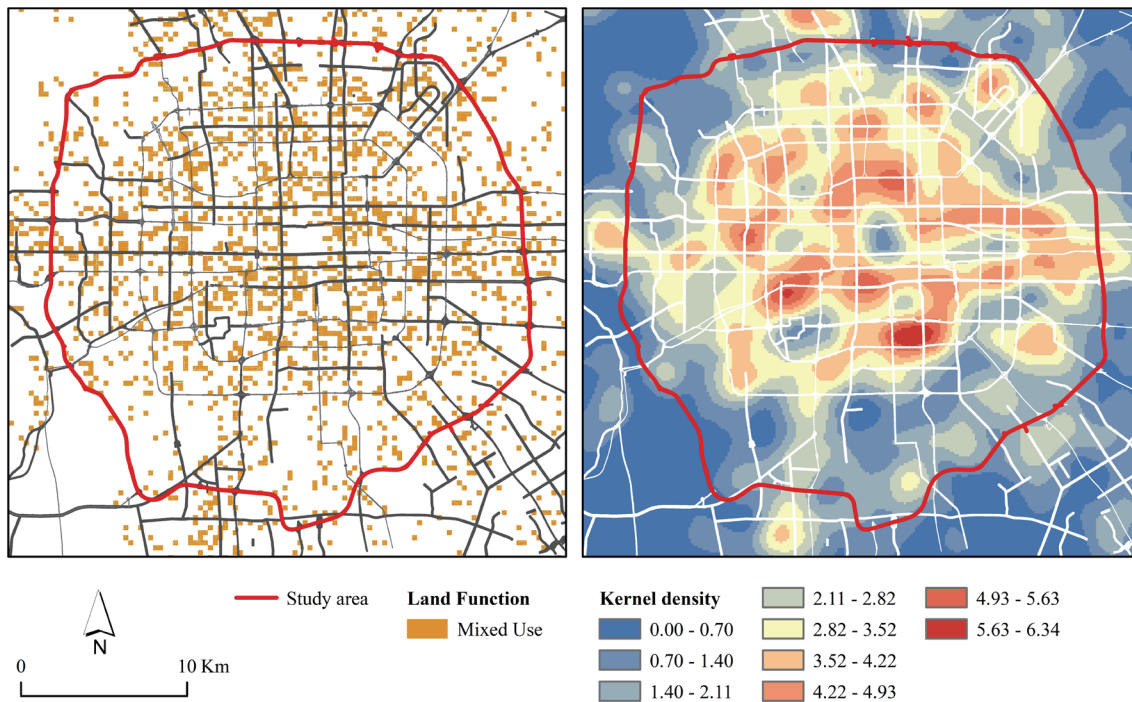 Study area
N
0 10 Km
Land Function
Mixed Use
Kernel density
0.00 - 0.70
0.70 - 1.40
1.40 - 2.11
2.11 - 2.82
2.82 - 3.52
3.52 - 4.22
4.22 - 4.93
4.93 - 5.63
5.63 - 6.34